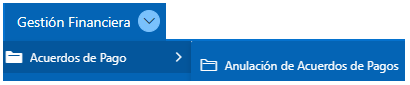 Gestión Financiera
Acuerdos de Pago
Anulación de Acuerdos de Pagos